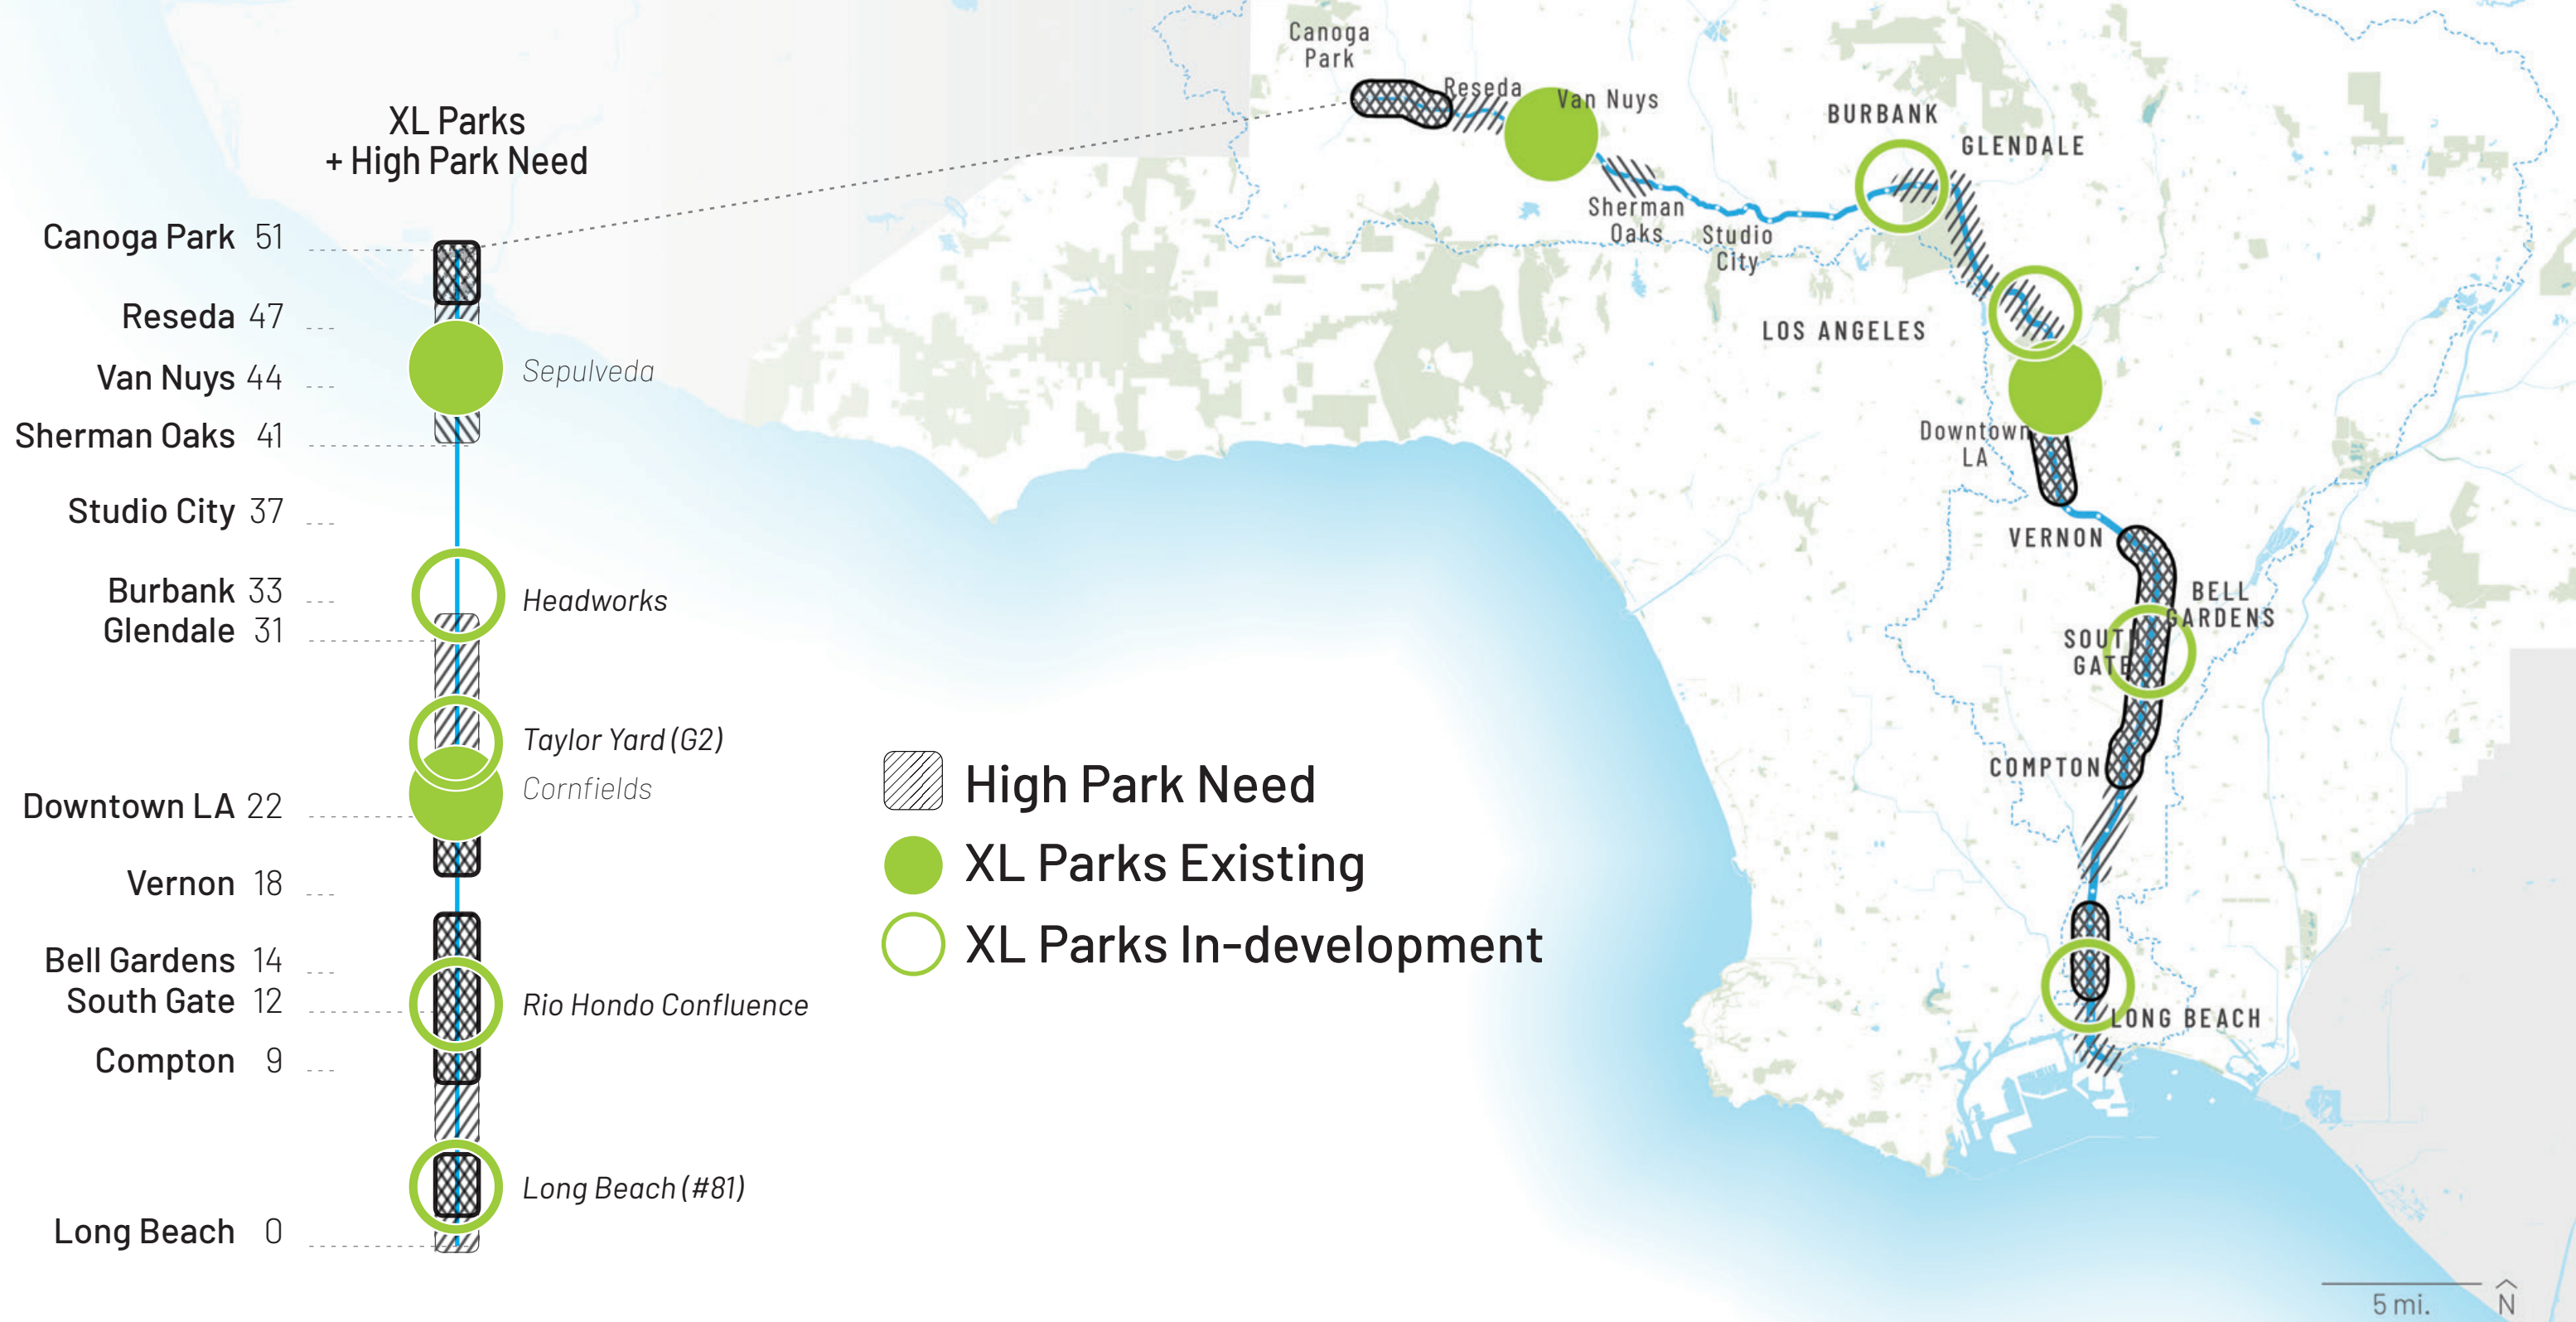 XL Parks
+ High Park Need
Canoga Park 51
Reseda 47
Van Nuys 44
Sherman Oaks 41
Studio City 37
Burbank 33
Glendale 31
Downtown LA 22
Vernon 18
Bell Gardens 14
South Gate 12
Compton 9
Long Beach 0
Sepulveda
Headworks
Taylor Yard (G2)
Cornfields
Rio Hondo Confluence
Long Beach (#81)
High Park Need
XL Parks Existing
XL Parks In-development
Canoga
Park
Reseda
Van Nuys
Sherman
Oaks
Studio
City
BURBANK
GLENDALE
LOS ANGELES
Downtown
LA
VERNON
BELL
GARDENS
SOUTH
GATE
COMPTON
LONG BEACH
5 mi.
N